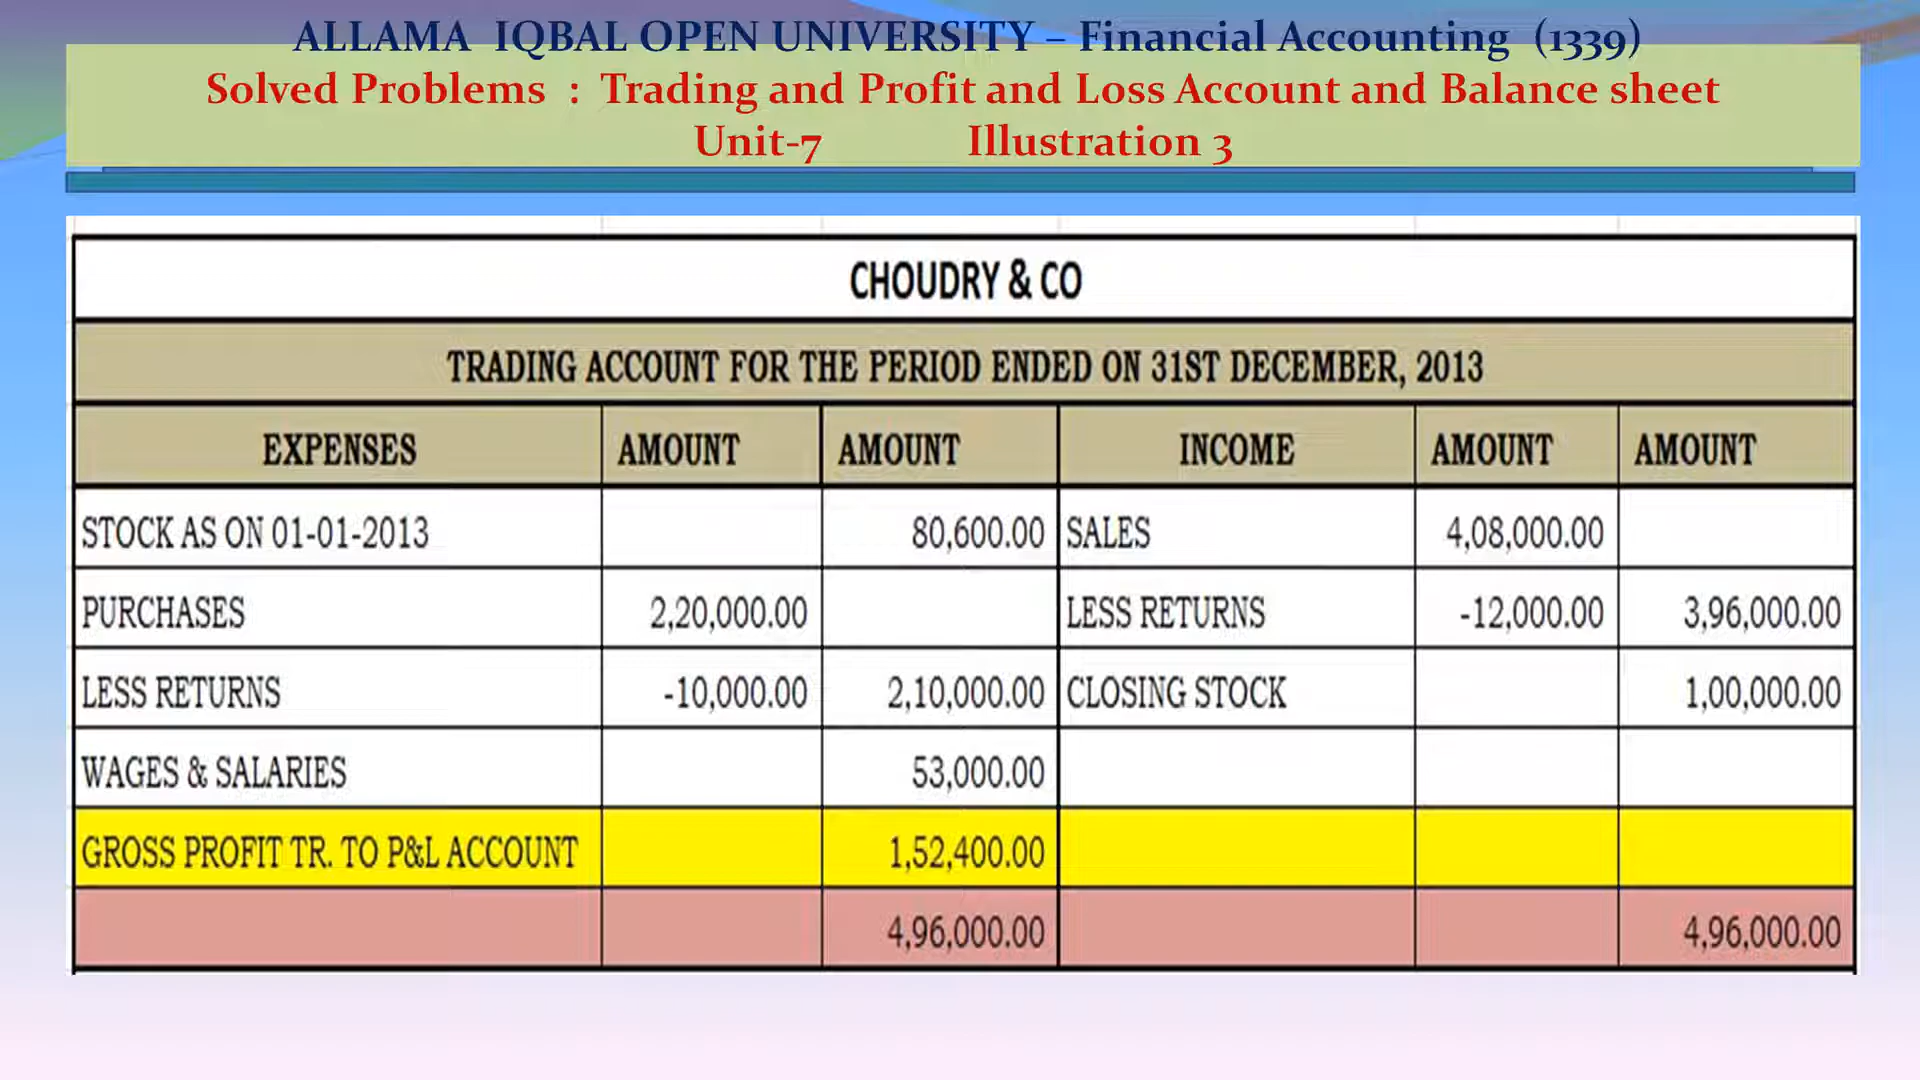 ALLAMA IQBAL OPEN UNIVERSITY – Financial Accounting (1339)
Solved Problems : Trading and Profit and Loss Account and Balance sheet
Unit-7 Illustration 3
CHOUDRY & CO
TRADING ACCOUNT FOR THE PERIOD ENDED ON 31ST DECEMBER, 2013
EXPENSES AMOUNT AMOUNT INCOME AMOUNT AMOUNT
STOCK AS ON 01-01-2013 80,600.00 SALES 4,08,000.00
PURCHASES 2,20,000.00 LESS RETURNS -12,000.00 3,96,000.00
LESS RETURNS -10,000.00 2,10,000.00 CLOSING STOCK 1,00,000.00
WAGES & SALARIES 53,000.00
GROSS PROFIT TR. TO P&L ACCOUNT 1,52,400.00
4,96,000.00 4,96,000.00